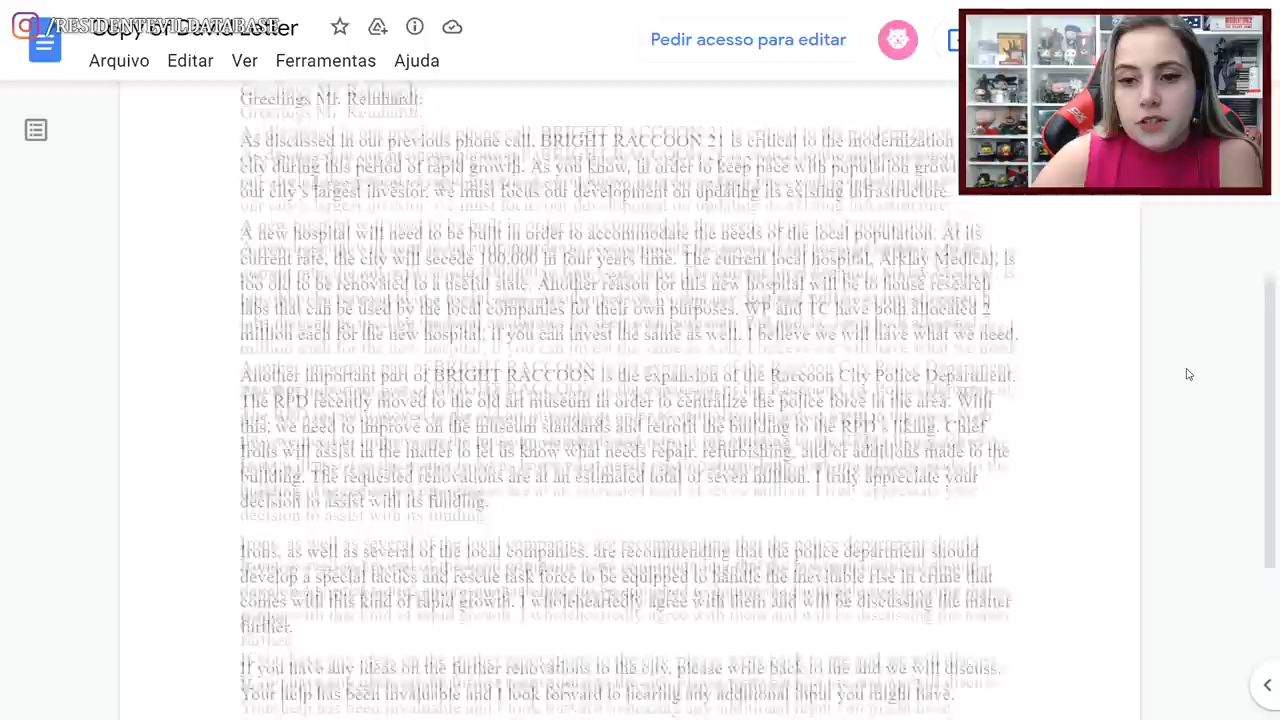 /RESIDENTEVILDATABASE
Pedir acesso para editar
Arquivo Editar Ver Ferramentas Ajuda
Greetings, Mr. Reinhardt:
As discussed in our previous phone call, BRIGHT RACCOON 21 is critical to the modernization
city during its period of rapid growth. As you know, in order to keep pace with population growt
our city's largest investor, we must focus our development on updating its existing infrastructure.
A new hospital will need to be built in order to accommodate the needs of the local population. At its
current rate, the city will secede 100,000 in four years time. The current local hospital, Arklay Medical, is
too old to be renovated to a useful state. Another reason for this new hospital will be to house research
labs that can be used by the local companies for their own purposes. WP and TC have both allocated 2
million each for the new hospital; if you can invest the same as well, I believe we will have what we need.
Another important part of BRIGHT RACCOON is the expansion of the Raccoon City Police Department.
The RPD recently moved to the old art museum in order to centralize the police force in the area. With
this, we need to improve on the museum standards and retrofit the building to the RPD's liking. Chief
Irons will assist in the matter to let us know what needs repair, refurbishing, and/or additions made to the
building. The requested renovations are at an estimated total of seven million. I truly appreciate your
decision to assist with its funding.
Irons, as well as several of the local companies, are recommending that the police department should
develop a special tactics and rescue task force to be equipped to handle the inevitable rise in crime that
comes with this kind of rapid growth. I wholeheartedly agree with them and will be discussing the matter
further.
If you have any ideas on the further renovations to the city, please write back to me and we will discuss.
Your help has been invaluable and I look forward to hearing any additional input you might have.